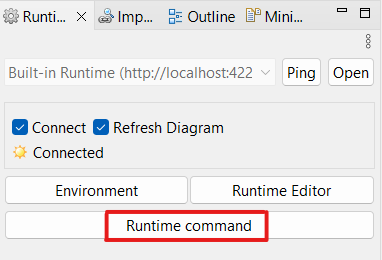 Runti... Imp... Outline Mini...
Built-in Runtime (http://localhost:422 Ping Open
Connect Refresh Diagram
Connected
Environment Runtime Editor
Runtime command